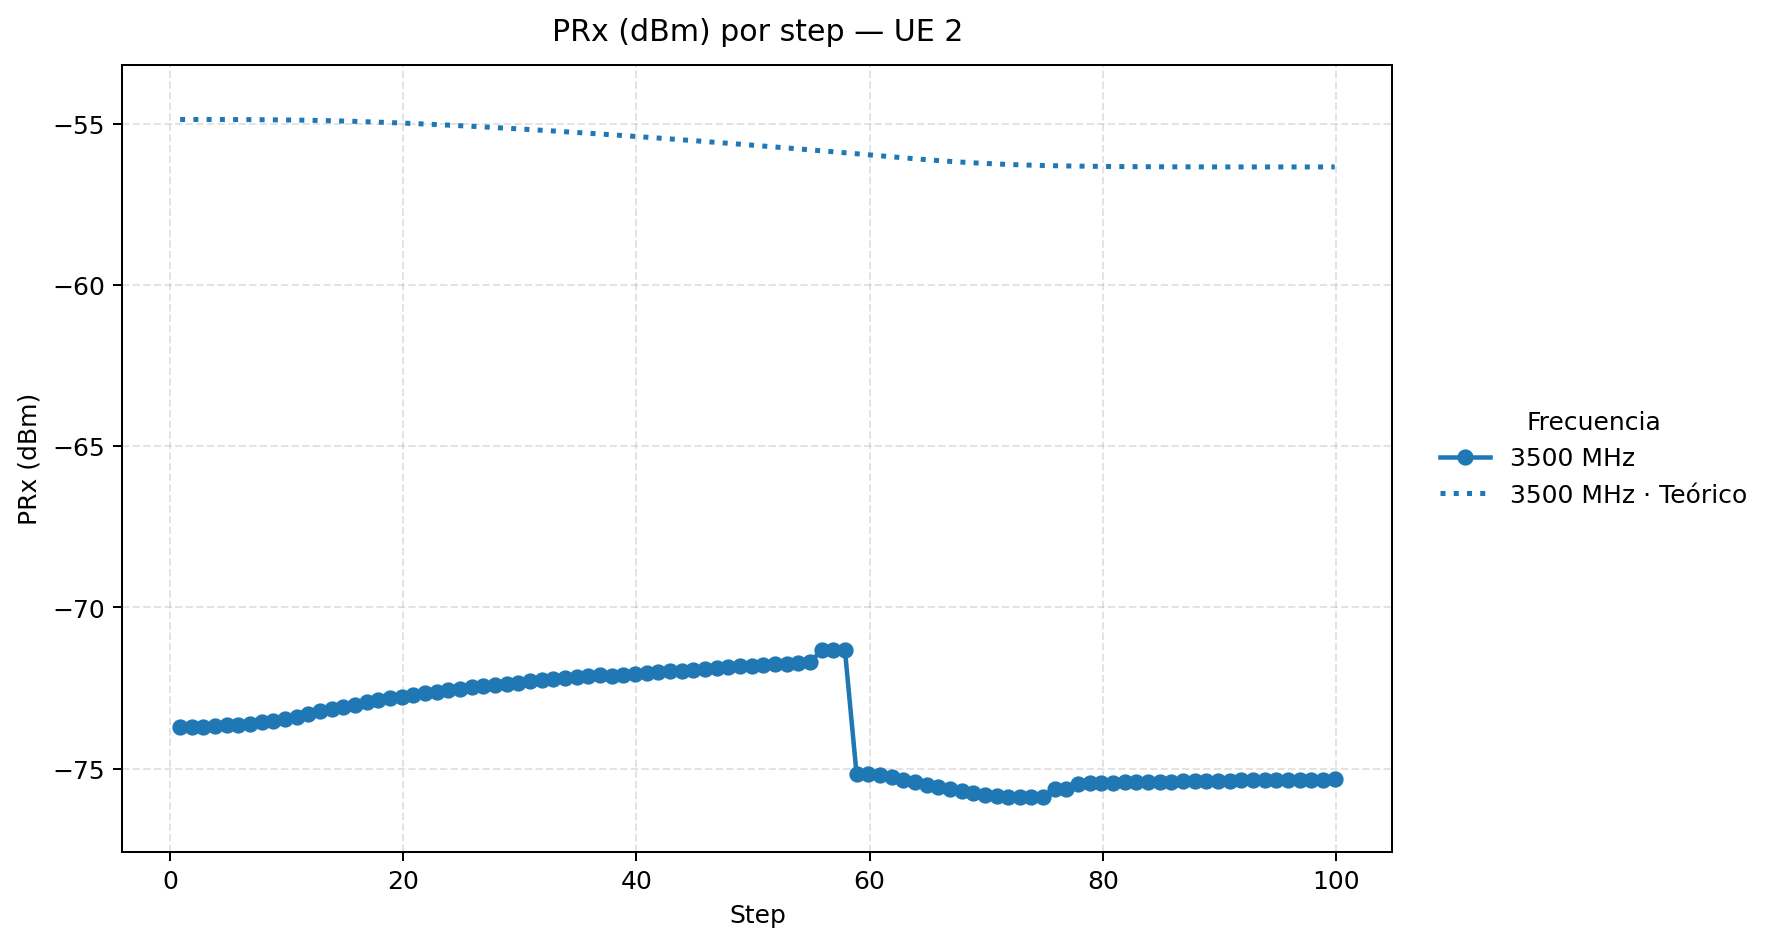 PRx (dBm) por step — UE 2
PRx (dBm)
−55
−60
−65
−70
−75
0 20 40 60 80 100
Step
Frecuencia
3500 MHz
3500 MHz · Teórico